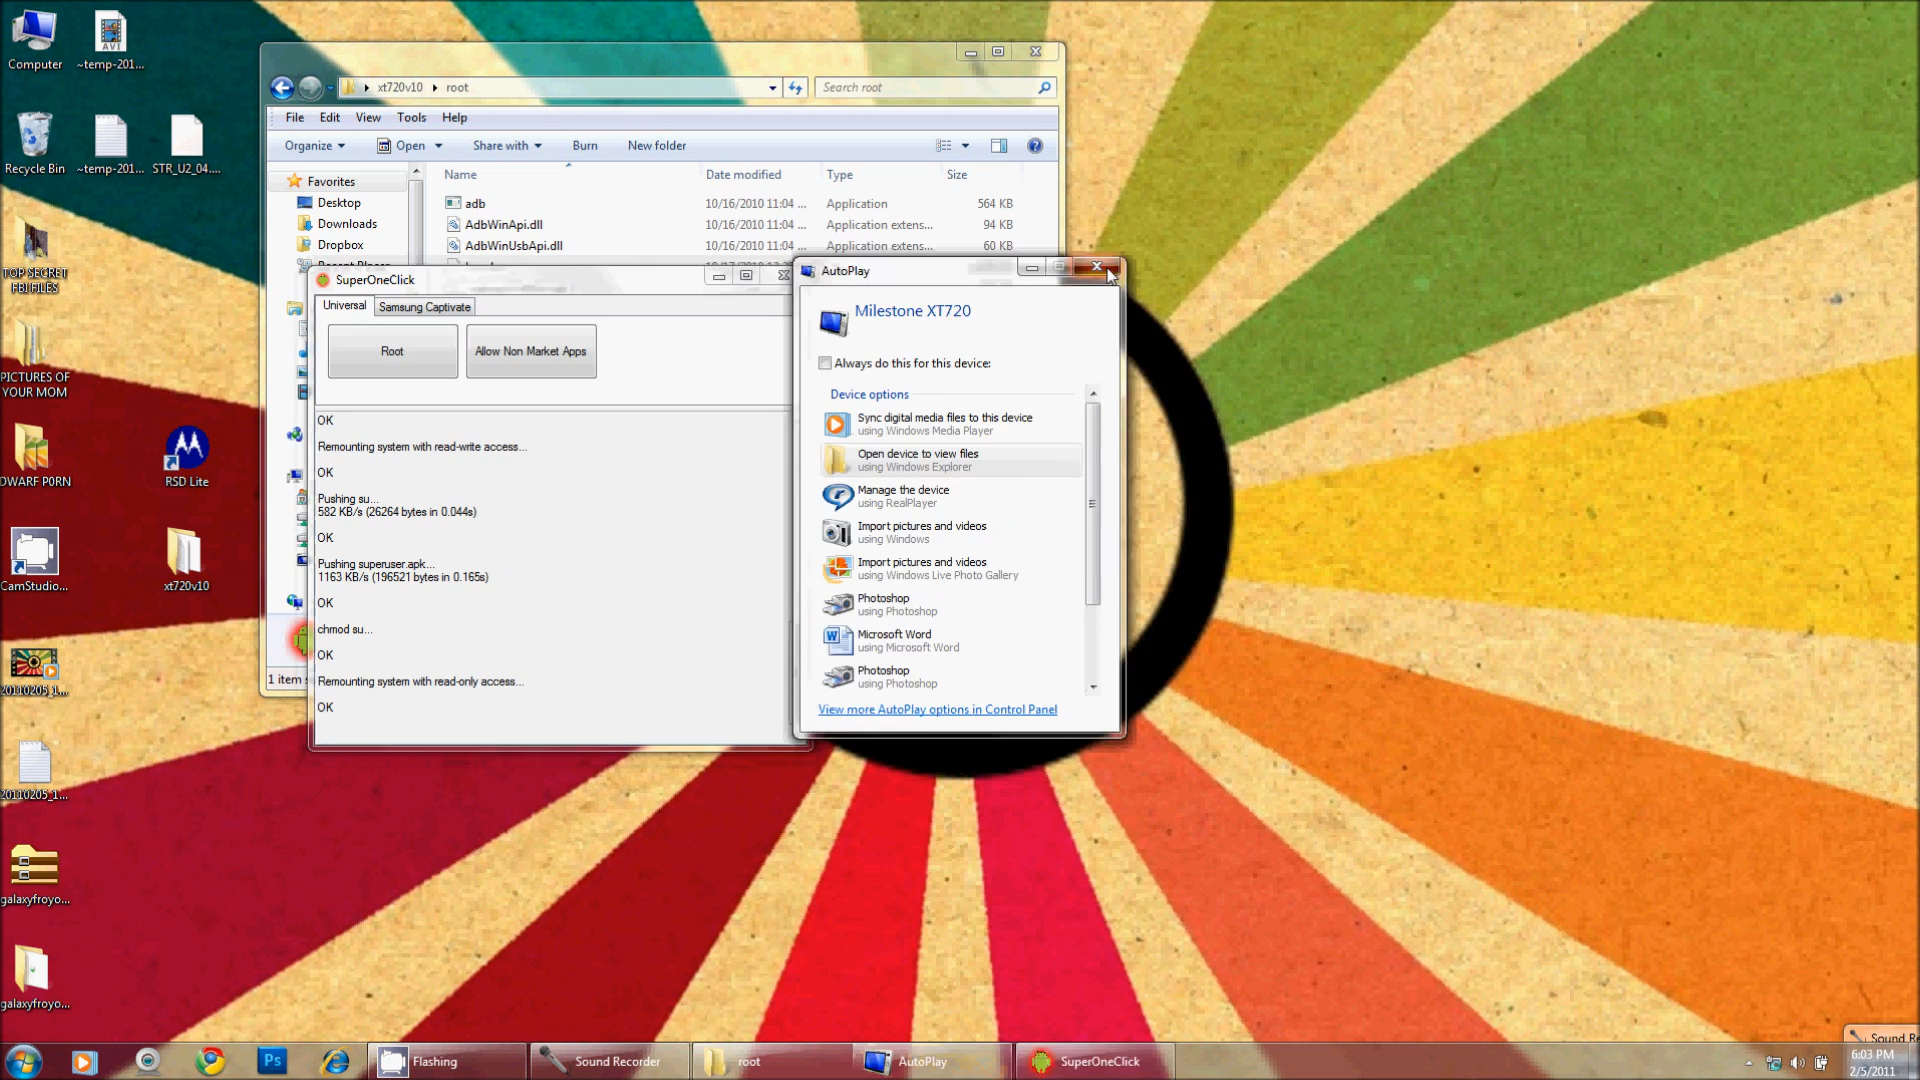 Computer
~temp-201...
Recycle Bin
~temp-201...
STR_U2_04....
TOP SECRET
FBI FILES
PICTURES OF
YOUR MOM
DWARF P0RN
RSD Lite
CamStudio...
xt720v10
20110205_1...
20110205_1...
galaxyfroyo...
galaxyfroyo...
xt720v10
root
Search root
File
Edit
View
Tools
Help
Organize
Open
Share with
Burn
New folder
Name
Date modified
Type
Size
Favorites
Desktop
Downloads
Dropbox
adb
10/16/2010 11:04 ...
Application
564 KB
AdbWinApi.dll
10/16/2010 11:04 ...
Application extens...
94 KB
AdbWinUsbApi.dll
10/16/2010 11:04 ...
Application extens...
60 KB
1 item
SuperOneClick
Universal
Samsung Captivate
Root
Allow Non Market Apps
OK
Remounting system with read-write access...
OK
Pushing su...
582 KB/s (26264 bytes in 0.044s)
OK
Pushing superuser.apk...
1163 KB/s (196521 bytes in 0.165s)
OK
chmod su...
OK
Remounting system with read-only access...
OK
AutoPlay
Milestone XT720
Always do this for this device:
Device options
Sync digital media files to this device
using Windows Media Player
Open device to view files
using Windows Explorer
Manage the device
using RealPlayer
Import pictures and videos
using Windows
Import pictures and videos
using Windows Live Photo Gallery
Photoshop
using Photoshop
Microsoft Word
using Microsoft Word
Photoshop
using Photoshop
View more AutoPlay options in Control Panel
Sound R
Ps
Flashing
Sound Recorder
root
AutoPlay
SuperOneClick
6:03 PM
2/5/2011